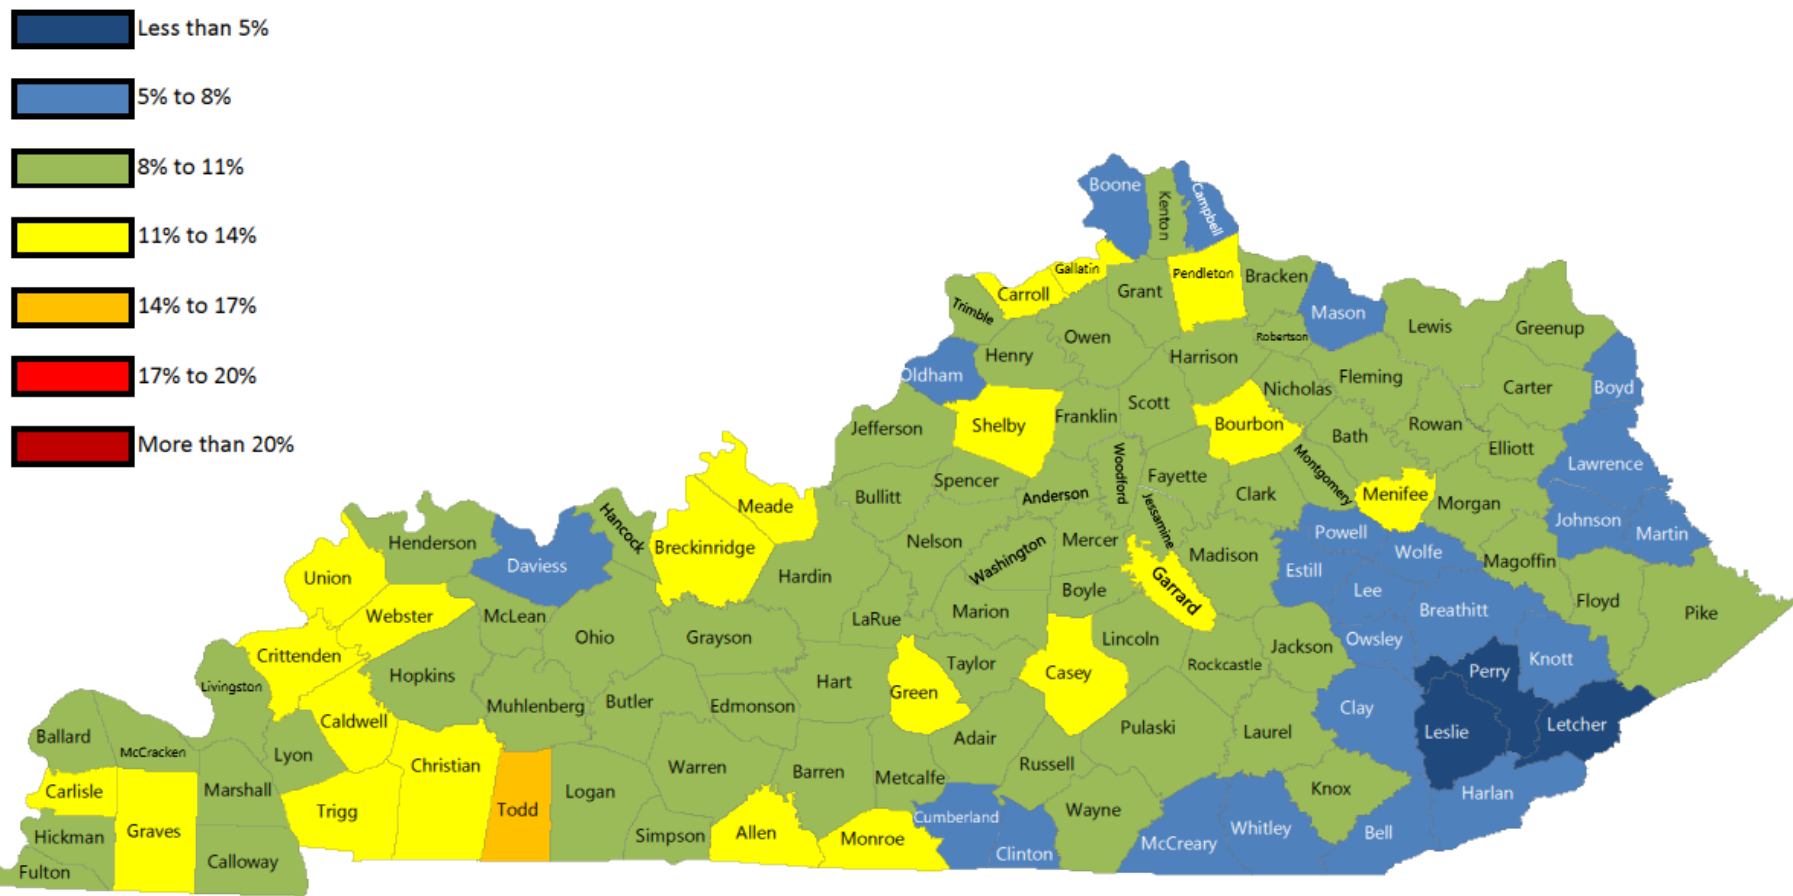 Less than 5%
5% to 8%
8% to 11%
11% to 14%
14% to 17%
17% to 20%
More than 20%
Boone
Kenton
Campbell
Gallatin
Carroll
Pendleton
Bracken
Grant
Trimble
Mason
Lewis
Greenup
Owen
Robertson
Henry
Harrison
Oldham
Fleming
Nicholas
Carter
Boyd
Scott
Franklin
Shelby
Bourbon
Jefferson
Rowan
Bath
Elliott
Lawrence
Woodford
Fayette
Montgomery
Spencer
Clark
Anderson
Menifee
Bullitt
Morgan
Meade
Jessamine
Johnson
Martin
Hancock
Powell
Henderson
Breckinridge
Nelson
Mercer
Washington
Madison
Wolfe
Magoffin
Daviess
Union
Hardin
Estill
Garrard
Boyle
Lee
Floyd
Breathitt
Pike
Webster
McLean
LaRue
Marion
Ohio
Grayson
Lincoln
Owsley
Jackson
Crittenden
Taylor
Rockcastle
Knott
Hopkins
Livingston
Hart
Green
Casey
Perry
Muhlenberg
Butler
Edmonson
Clay
Caldwell
Ballard
McCracken
Lyon
Adair
Pulaski
Laurel
Leslie
Letcher
Christian
Warren
Barren
Metcalfe
Russell
Carlisle
Marshall
Logan
Knox
Harlan
Trigg
Todd
Wayne
Cumberland
Hickman
Graves
Simpson
Allen
Monroe
Whitley
Bell
McCreary
Clinton
Calloway
Fulton